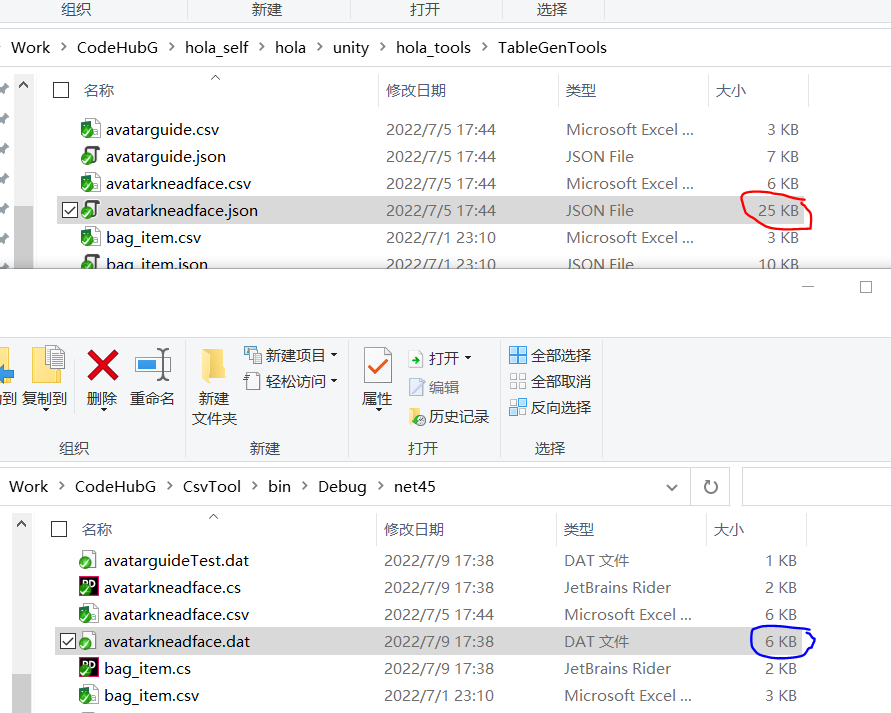 组织 新建 打开 选择
Work > CodeHubG > hola_self > hola > unity > hola_tools > TableGenTools
名称 修改日期 类型 大小
avatarguide.csv 2022/7/5 17:44 Microsoft Excel ... 3 KB
avatarguide.json 2022/7/5 17:44 JSON File 7 KB
avatarkneadface.csv 2022/7/5 17:44 Microsoft Excel ... 6 KB
avatarkneadface.json 2022/7/5 17:44 JSON File 25 KB
bag_item.csv 2022/7/1 23:10 Microsoft Excel ... 3 KB
bag_item.json 2022/7/1 23:10 JSON File 10 KB
到 复制到 删除 重命名 新建文件夹 新建项目 轻松访问 属性 打开 编辑 历史记录 全部选择 全部取消 反向选择
组织 新建 打开 选择
Work > CodeHubG > CsvTool > bin > Debug > net45
名称 修改日期 类型 大小
avatarguideTest.dat 2022/7/9 17:38 DAT 文件 1 KB
avatarkneadface.cs 2022/7/9 17:38 JetBrains Rider 2 KB
avatarkneadface.csv 2022/7/5 17:44 Microsoft Excel ... 6 KB
avatarkneadface.dat 2022/7/9 17:38 DAT 文件 6 KB
bag_item.cs 2022/7/9 17:38 JetBrains Rider 2 KB
bag_item.csv 2022/7/1 23:10 Microsoft Excel ... 3 KB